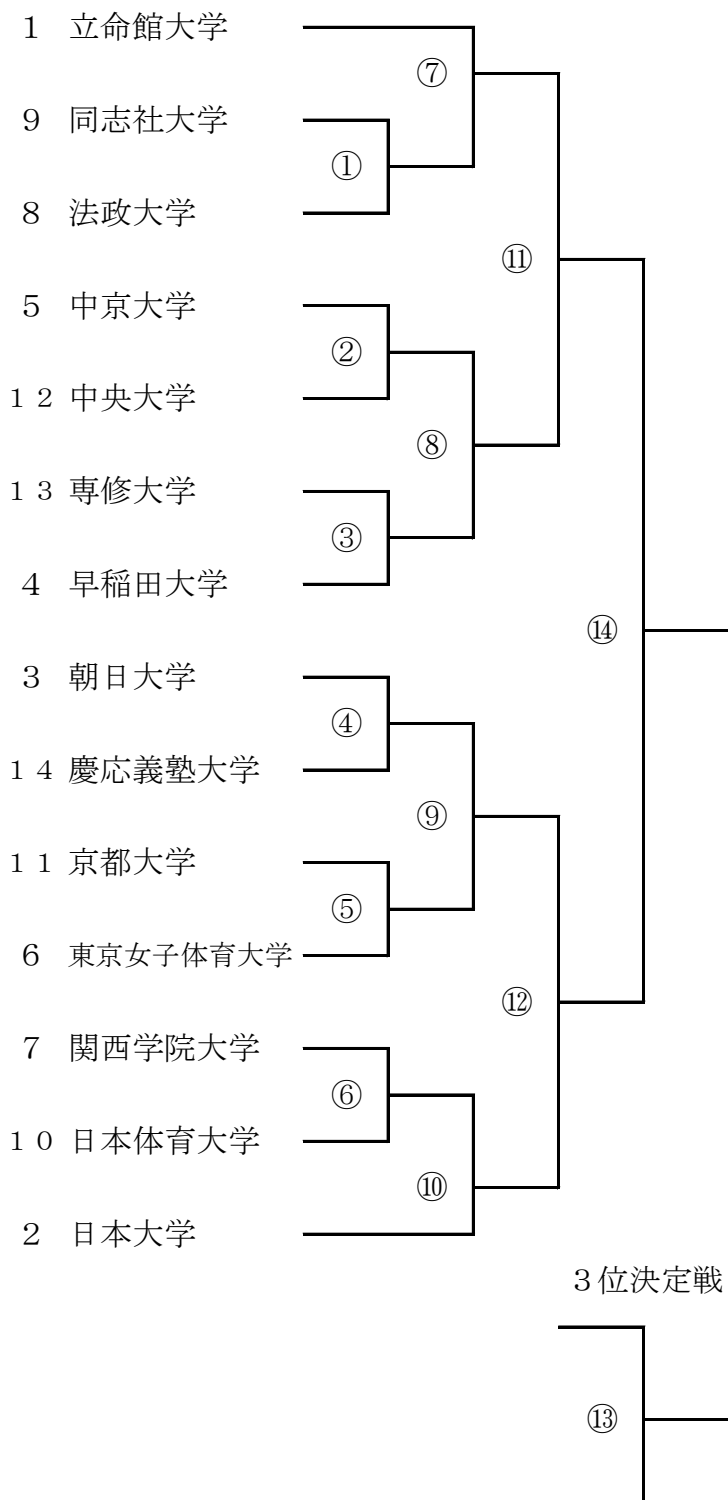 1 立命館大学
⑦
9 同志社大学
①
8 法政大学
⑪
5 中京大学
②
12 中央大学
⑧
13 専修大学
③
4 早稲田大学
⑭
3 朝日大学
④
14 慶応義塾大学
⑨
11 京都大学
⑤
6 東京女子体育大学
⑫
7 関西学院大学
⑥
10 日本体育大学
⑩
2 日本大学
3位決定戦
⑬